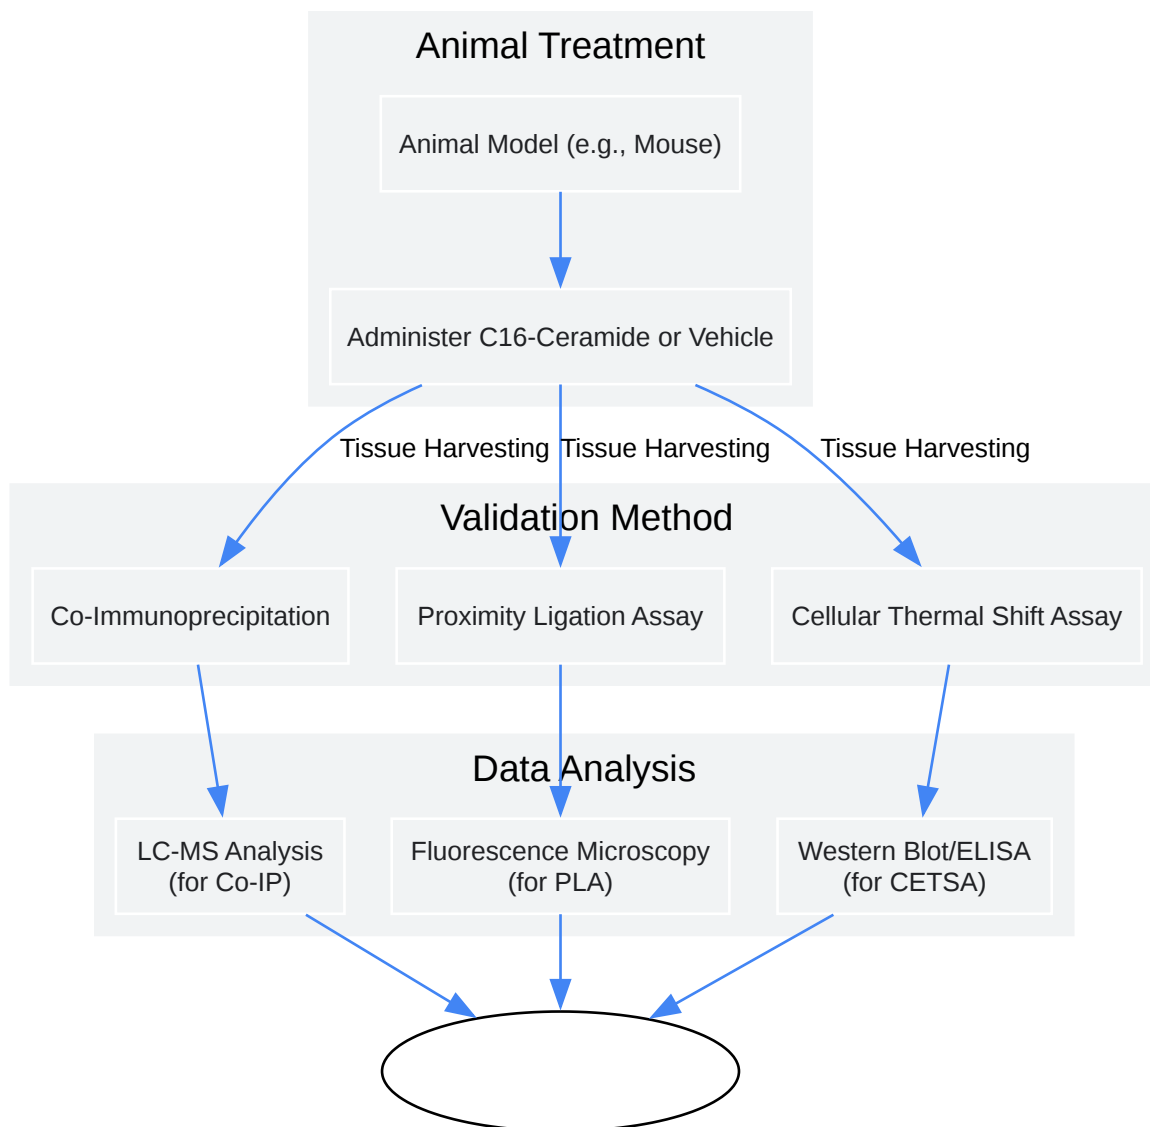 Animal Treatment
Animal Model (e.g., Mouse)
Administer C16-Ceramide or Vehicle
Tissue Harvesting
Tissue Harvesting
Tissue Harvesting
Validation Method
Co-Immunoprecipitation
Proximity Ligation Assay
Cellular Thermal Shift Assay
Data Analysis
LC-MS Analysis
(for Co-IP)
Fluorescence Microscopy
(for PLA)
Western Blot/ELISA
(for CETSA)